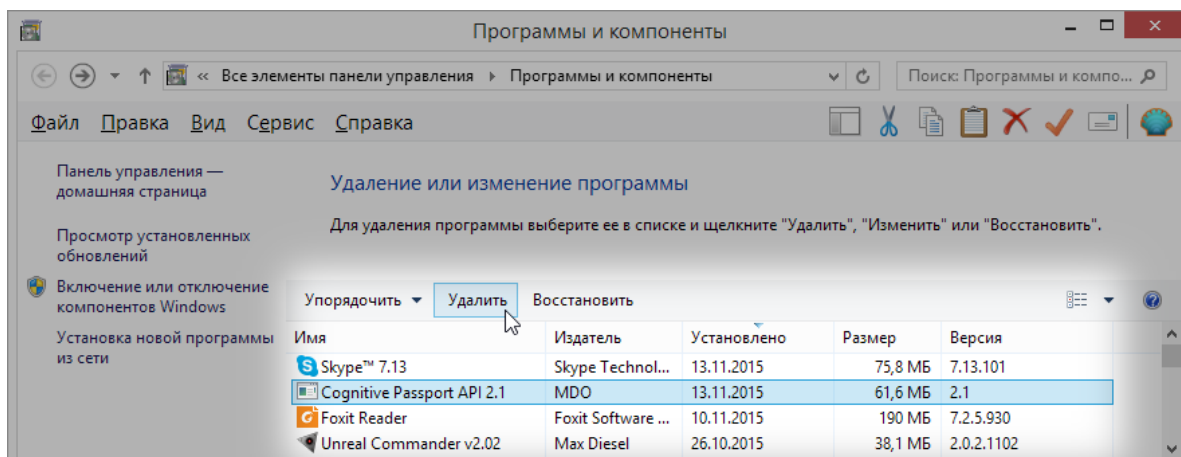 Программы и компоненты
« Все элементы панели управления Программы и компоненты Поиск: Программы и компо...
Файл Правка Вид Сервис Справка
Панель управления —
домашняя страница
Просмотр установленных
обновлений
Включение или отключение
компонентов Windows
Установка новой программы
из сети
Удаление или изменение программы
Для удаления программы выберите ее в списке и щелкните "Удалить", "Изменить" или "Восстановить".
Упорядочить Удалить Восстановить
Имя Издатель Установлено Размер Версия
Skype™ 7.13 Skype Technol... 13.11.2015 75,8 МБ 7.13.101
Cognitive Passport API 2.1 MDO 13.11.2015 61,6 МБ 2.1
Foxit Reader Foxit Software ... 10.11.2015 190 МБ 7.2.5.930
Unreal Commander v2.02 Max Diesel 26.10.2015 38,1 МБ 2.0.2.1102